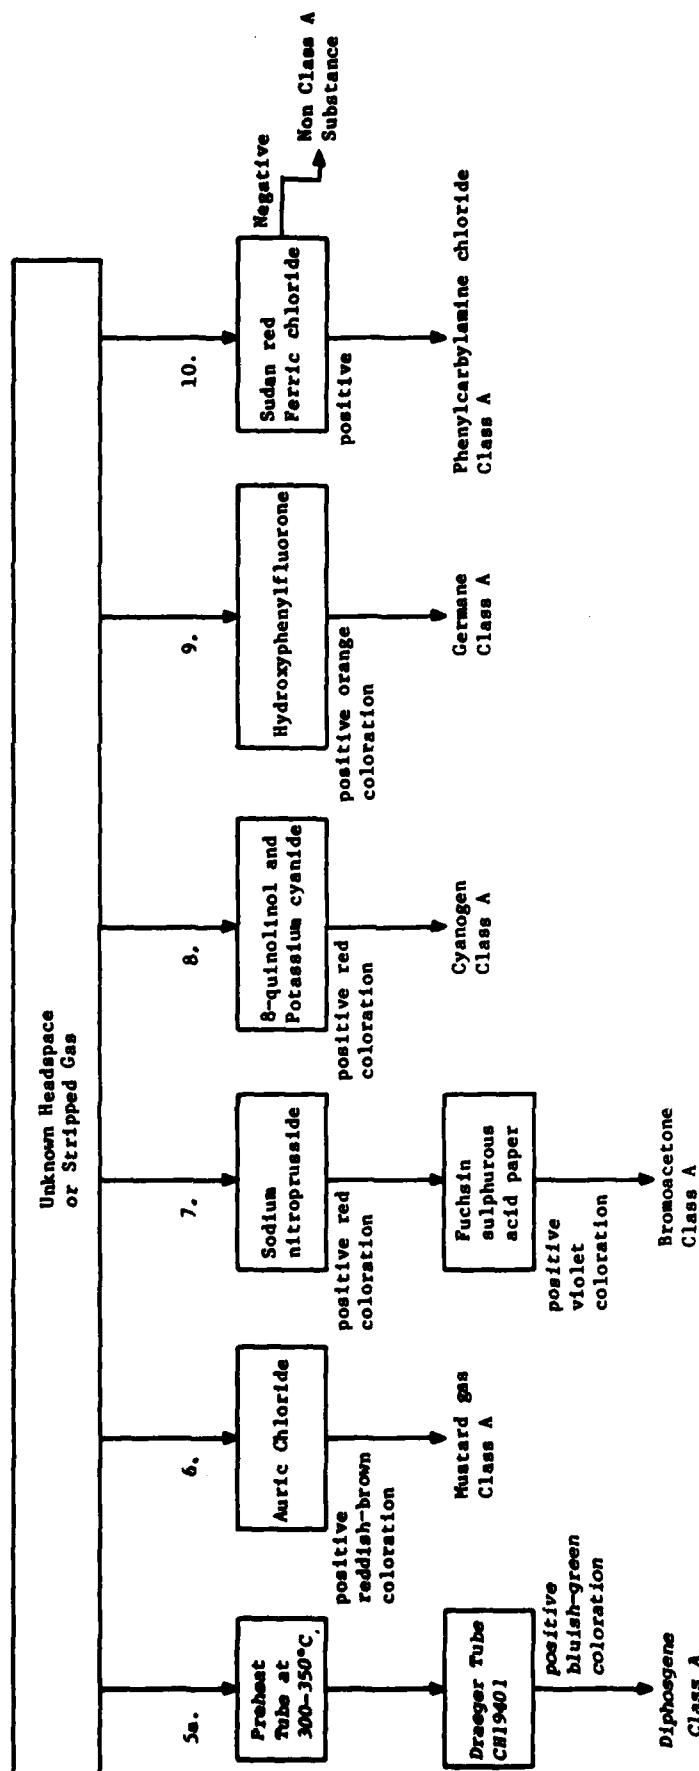 Unknown Headspace
or Stripped Gas
5a.
Preheat
Tube at
300-350°C
Draeger Tube
CH19401
positive
bluish-green
coloration
Diphosgene
Class A
6.
Auric Chloride
positive
reddish-brown
coloration
Mustard gas
Class A
7.
Sodium
nitroprusside
positive red
coloration
Fuchsin
sulphurous
acid paper
positive
violet
coloration
Bromoacetone
Class A
8.
8-quinolinol and
Potassium cyanide
positive red
coloration
Cyanogen
Class A
9.
Hydroxyphenylfluorone
positive orange
coloration
Germane
Class A
10.
Sudan red
Ferric chloride
Negative
Non Class A
Substance
positive
Phenylcarbylamine chloride
Class A